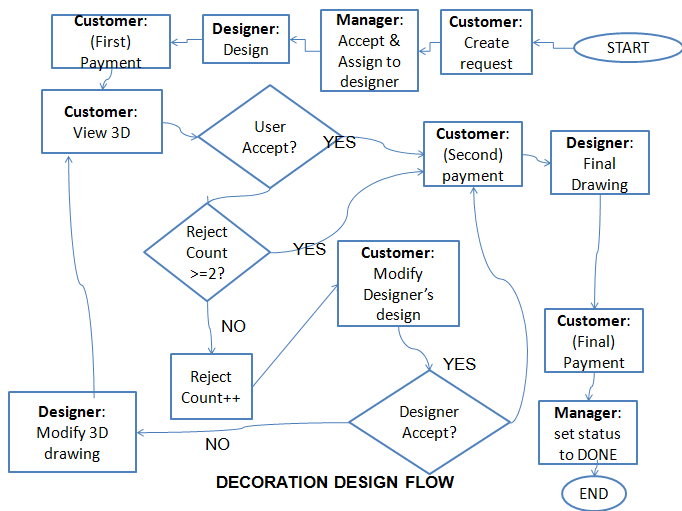 START
Customer:
Create
request
Manager:
Accept &
Assign to
designer
Designer:
Design
Customer:
(First)
Payment
Customer:
View 3D
User
Accept?
YES
Customer:
(Second)
payment
Designer:
Final
Drawing
Reject
Count
>=2?
YES
NO
Reject
Count++
Customer:
Modify
Designer’s
design
YES
Designer
Accept?
NO
Designer:
Modify 3D
drawing
Customer:
(Final)
Payment
Manager:
set status
to DONE
END
DECORATION DESIGN FLOW